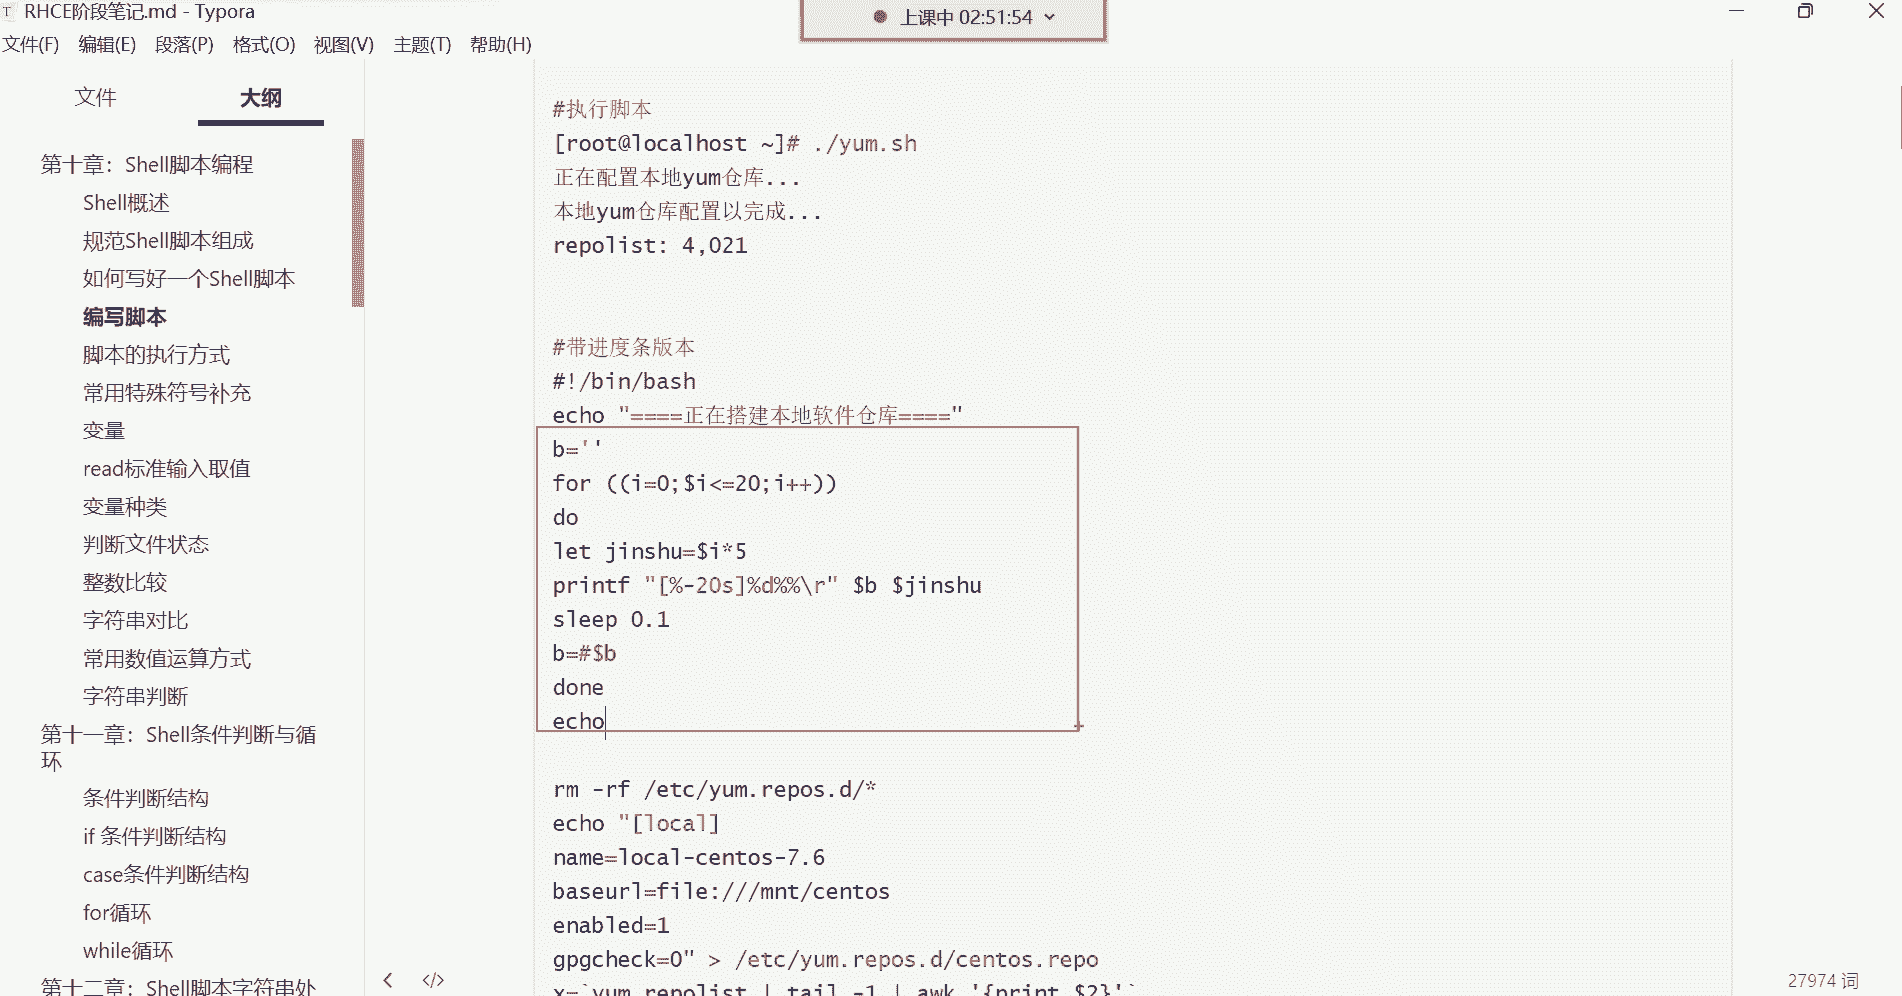 RHCE阶段笔记.md - Typora
上课中 02:51:54
文件(F) 编辑(E) 段落(P) 格式(O) 视图(V) 主题(T) 帮助(H)
文件 大纲
第十章：Shell脚本编程
Shell概述
规范Shell脚本组成
如何写好一个Shell脚本
编写脚本
脚本的执行方式
常用特殊符号补充
变量
read标准输入取值
变量种类
判断文件状态
整数比较
字符串对比
常用数值运算方式
字符串判断
第十一章：Shell条件判断与循
环
条件判断结构
if 条件判断结构
case条件判断结构
for循环
while循环
第十二章：Shell脚本字符串处
#执行脚本
[root@localhost ~]# ./yum.sh
正在配置本地yum仓库...
本地yum仓库配置以完成...
repolist: 4,021
#带进度条版本
#!/bin/bash
echo "====正在搭建本地软件仓库===="
b=''
for ((i=0;$i<=20;i++))
do
let jinshu=$i*5
printf "[%-20s]%d%%\r" $b $jinshu
sleep 0.1
b=#$b
done
echo
rm -rf /etc/yum.repos.d/*
echo "[local]
name=local-centos-7.6
baseurl=file:///mnt/centos
enabled=1
gpgcheck=0" > /etc/yum.repos.d/centos.repo
x=`yum repolist | tail -1 | awk '{print $2}'`
27974 词